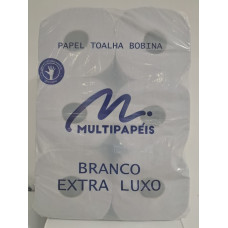 PAPEL TOALHA BOBINA
MULTIPAPÉIS
BRANCO
EXTRA LUXO